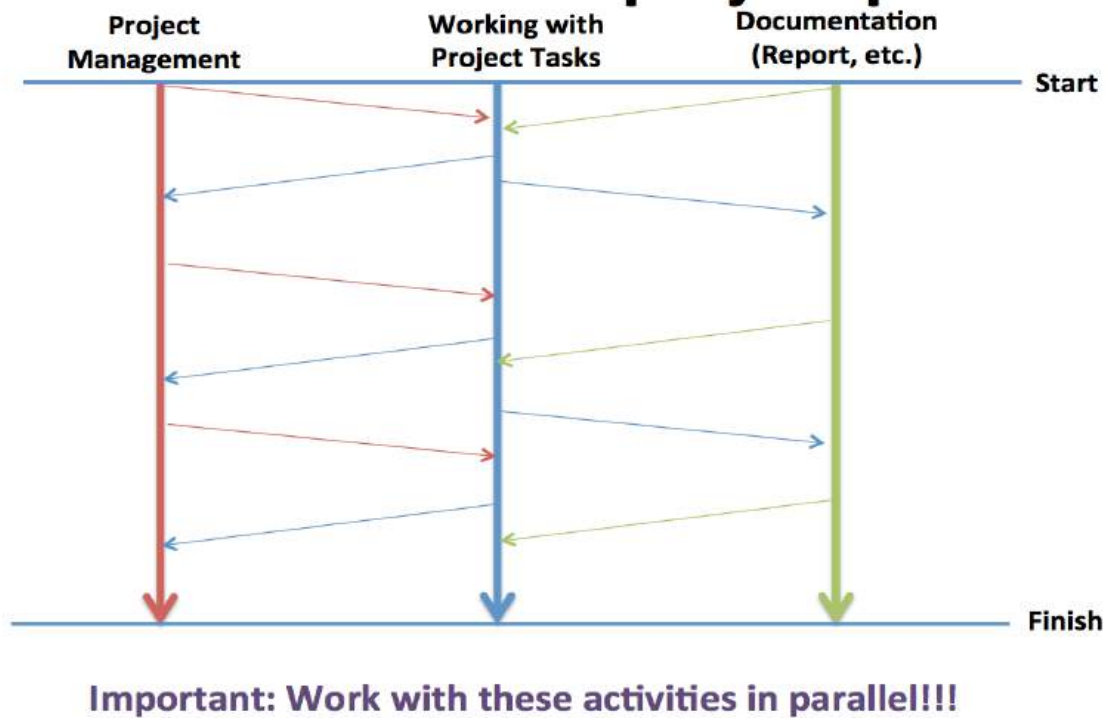 Project
Management
Working with
Project Tasks
Documentation
(Report, etc.)
Start
Finish
Important: Work with these activities in parallel!!!